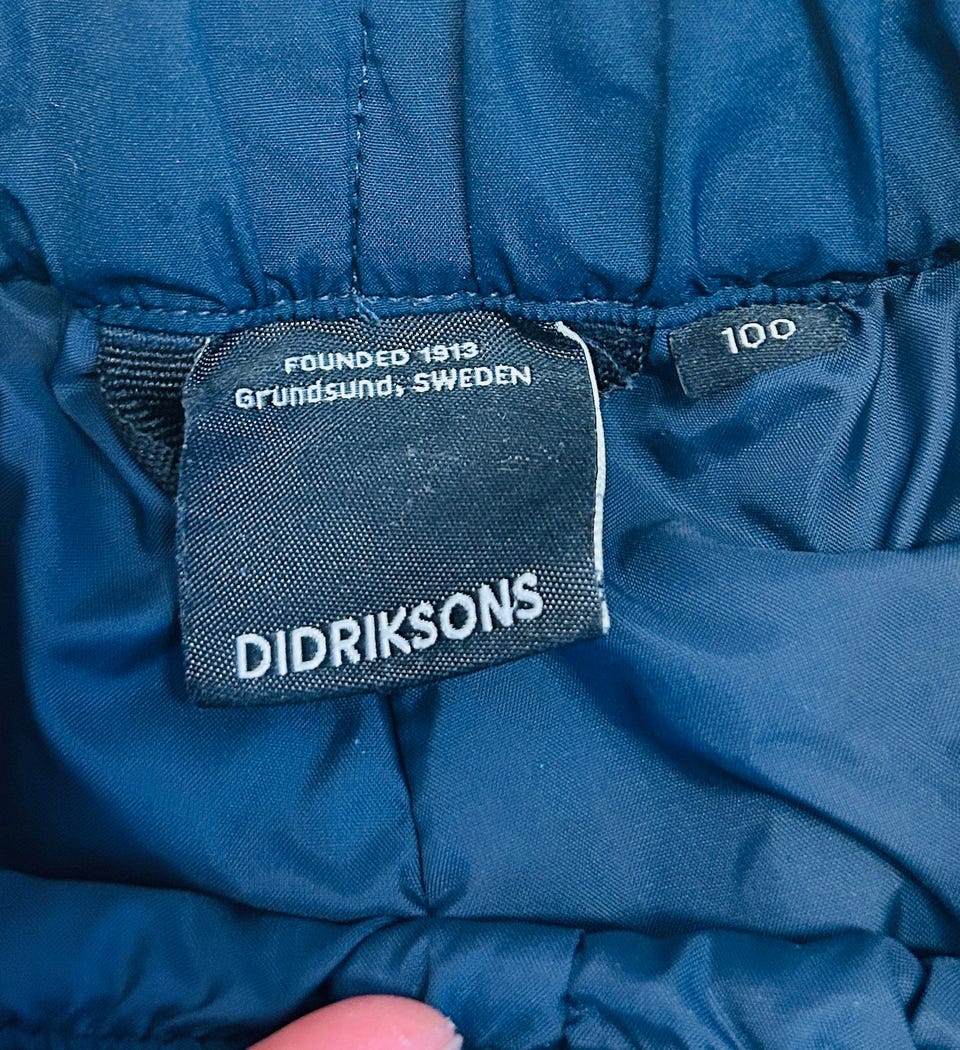 FOUNDED 1913
Grundsund, SWEDEN
DIDRIKSONS
100